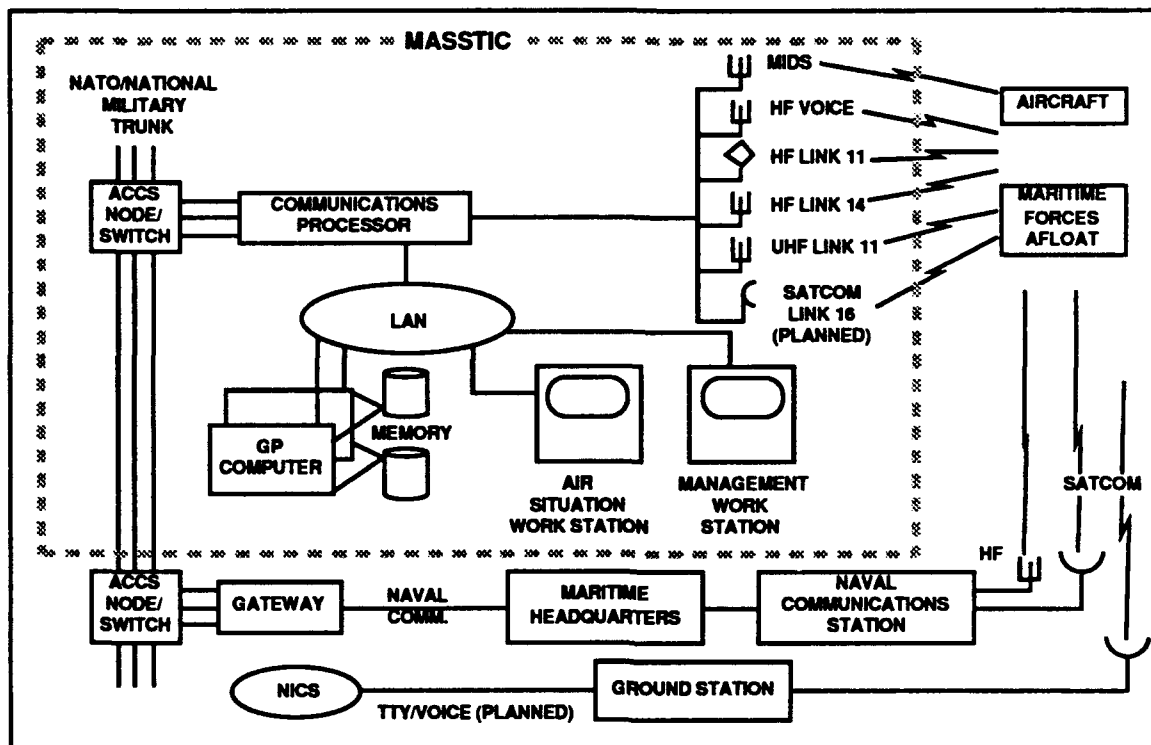 MASSTIC
NATO/NATIONAL
MILITARY
TRUNK
MIDS
AIRCRAFT
HF VOICE
HF LINK 11
ACCS
NODE/
SWITCH
COMMUNICATIONS
PROCESSOR
HF LINK 14
MARITIME
FORCES
AFLOAT
UHF LINK 11
SATCOM
LINK 16
(PLANNED)
LAN
MEMORY
GP
COMPUTER
AIR
SITUATION
WORK STATION
MANAGEMENT
WORK
STATION
SATCOM
HF
ACCS
NODE/
SWITCH
GATEWAY
NAVAL
COMM.
MARITIME
HEADQUARTERS
NAVAL
COMMUNICATIONS
STATION
NICS
TTY/VOICE (PLANNED)
GROUND STATION